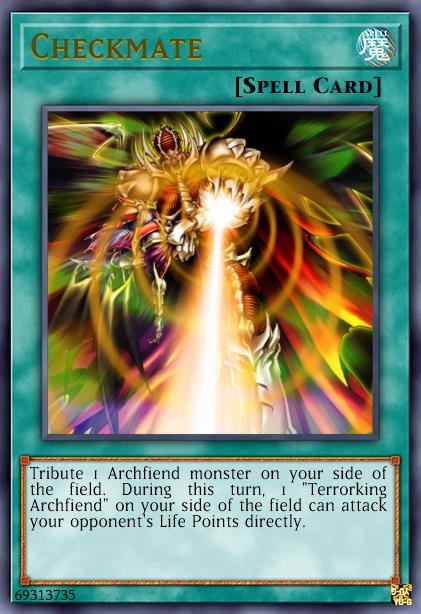 Checkmate
魔
[Spell Card]
Tribute 1 Archfiend monster on your side of
the field. During this turn, 1 "Terrorking
Archfiend" on your side of the field can attack
your opponent's Life Points directly.
69313735